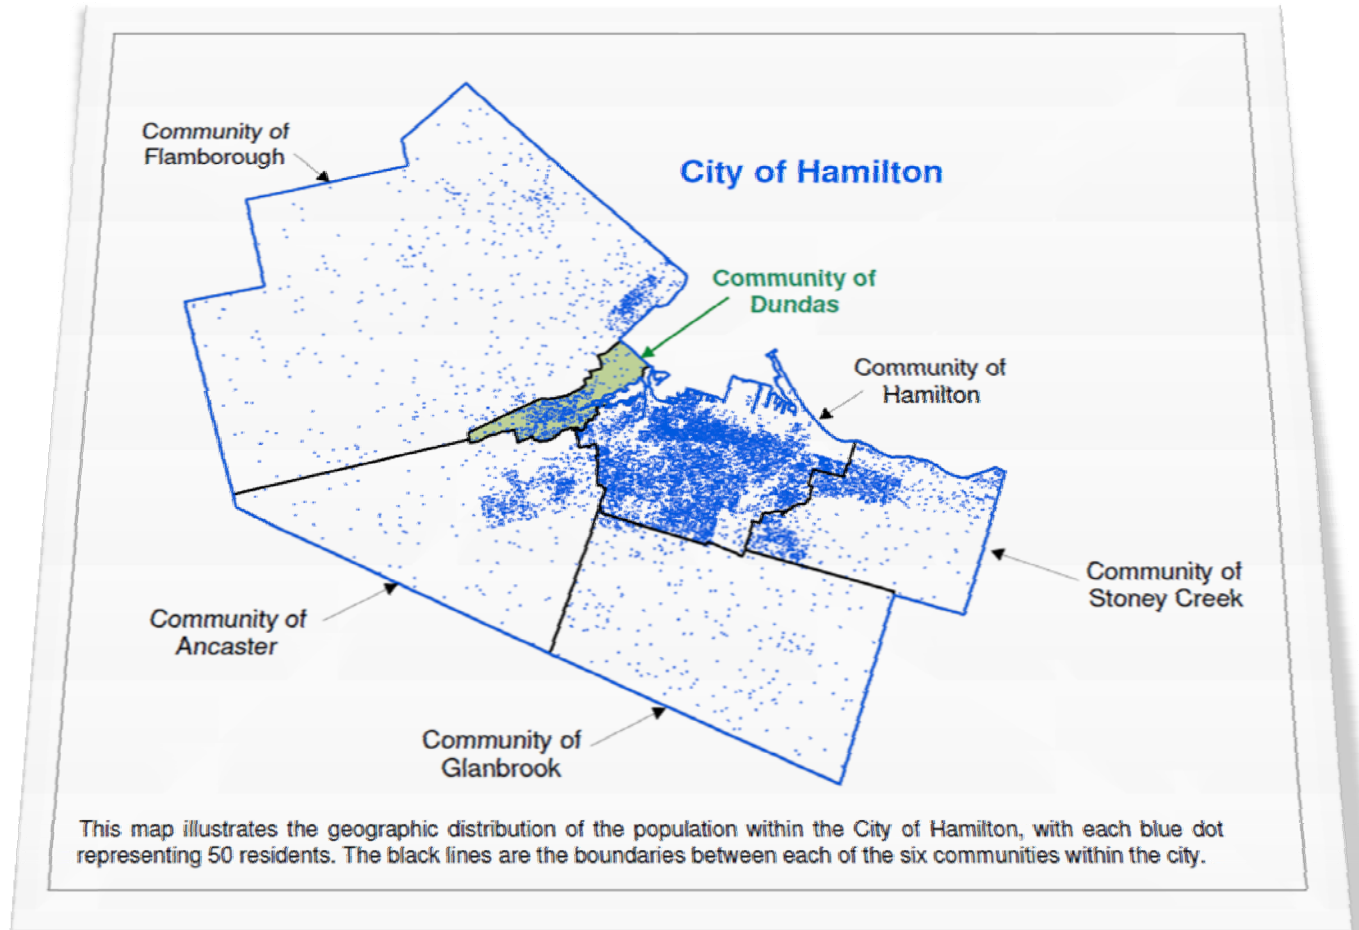 Community of
Flamborough
City of Hamilton
Community of
Dundas
Community of
Hamilton
Community of
Stoney Creek
Community of
Ancaster
Community of
Glanbrook
This map illustrates the geographic distribution of the population within the City of Hamilton, with each blue dot
representing 50 residents. The black lines are the boundaries between each of the six communities within the city.